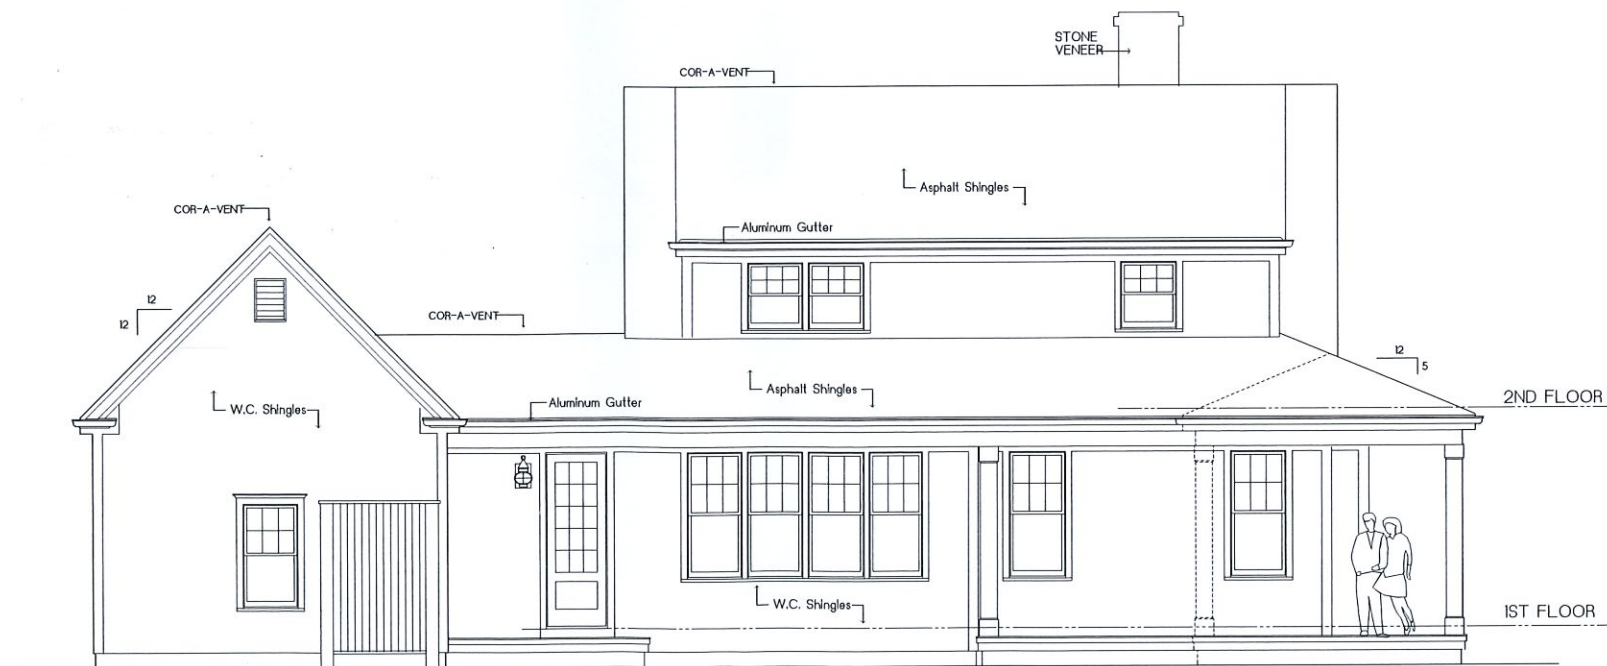 STONE
VENEER
COR-A-VENT
Asphalt Shingles
COR-A-VENT
Aluminum Gutter
12
12
COR-A-VENT
12
5
Asphalt Shingles
2ND FLOOR
Aluminum Gutter
W.C. Shingles
W.C. Shingles
1ST FLOOR